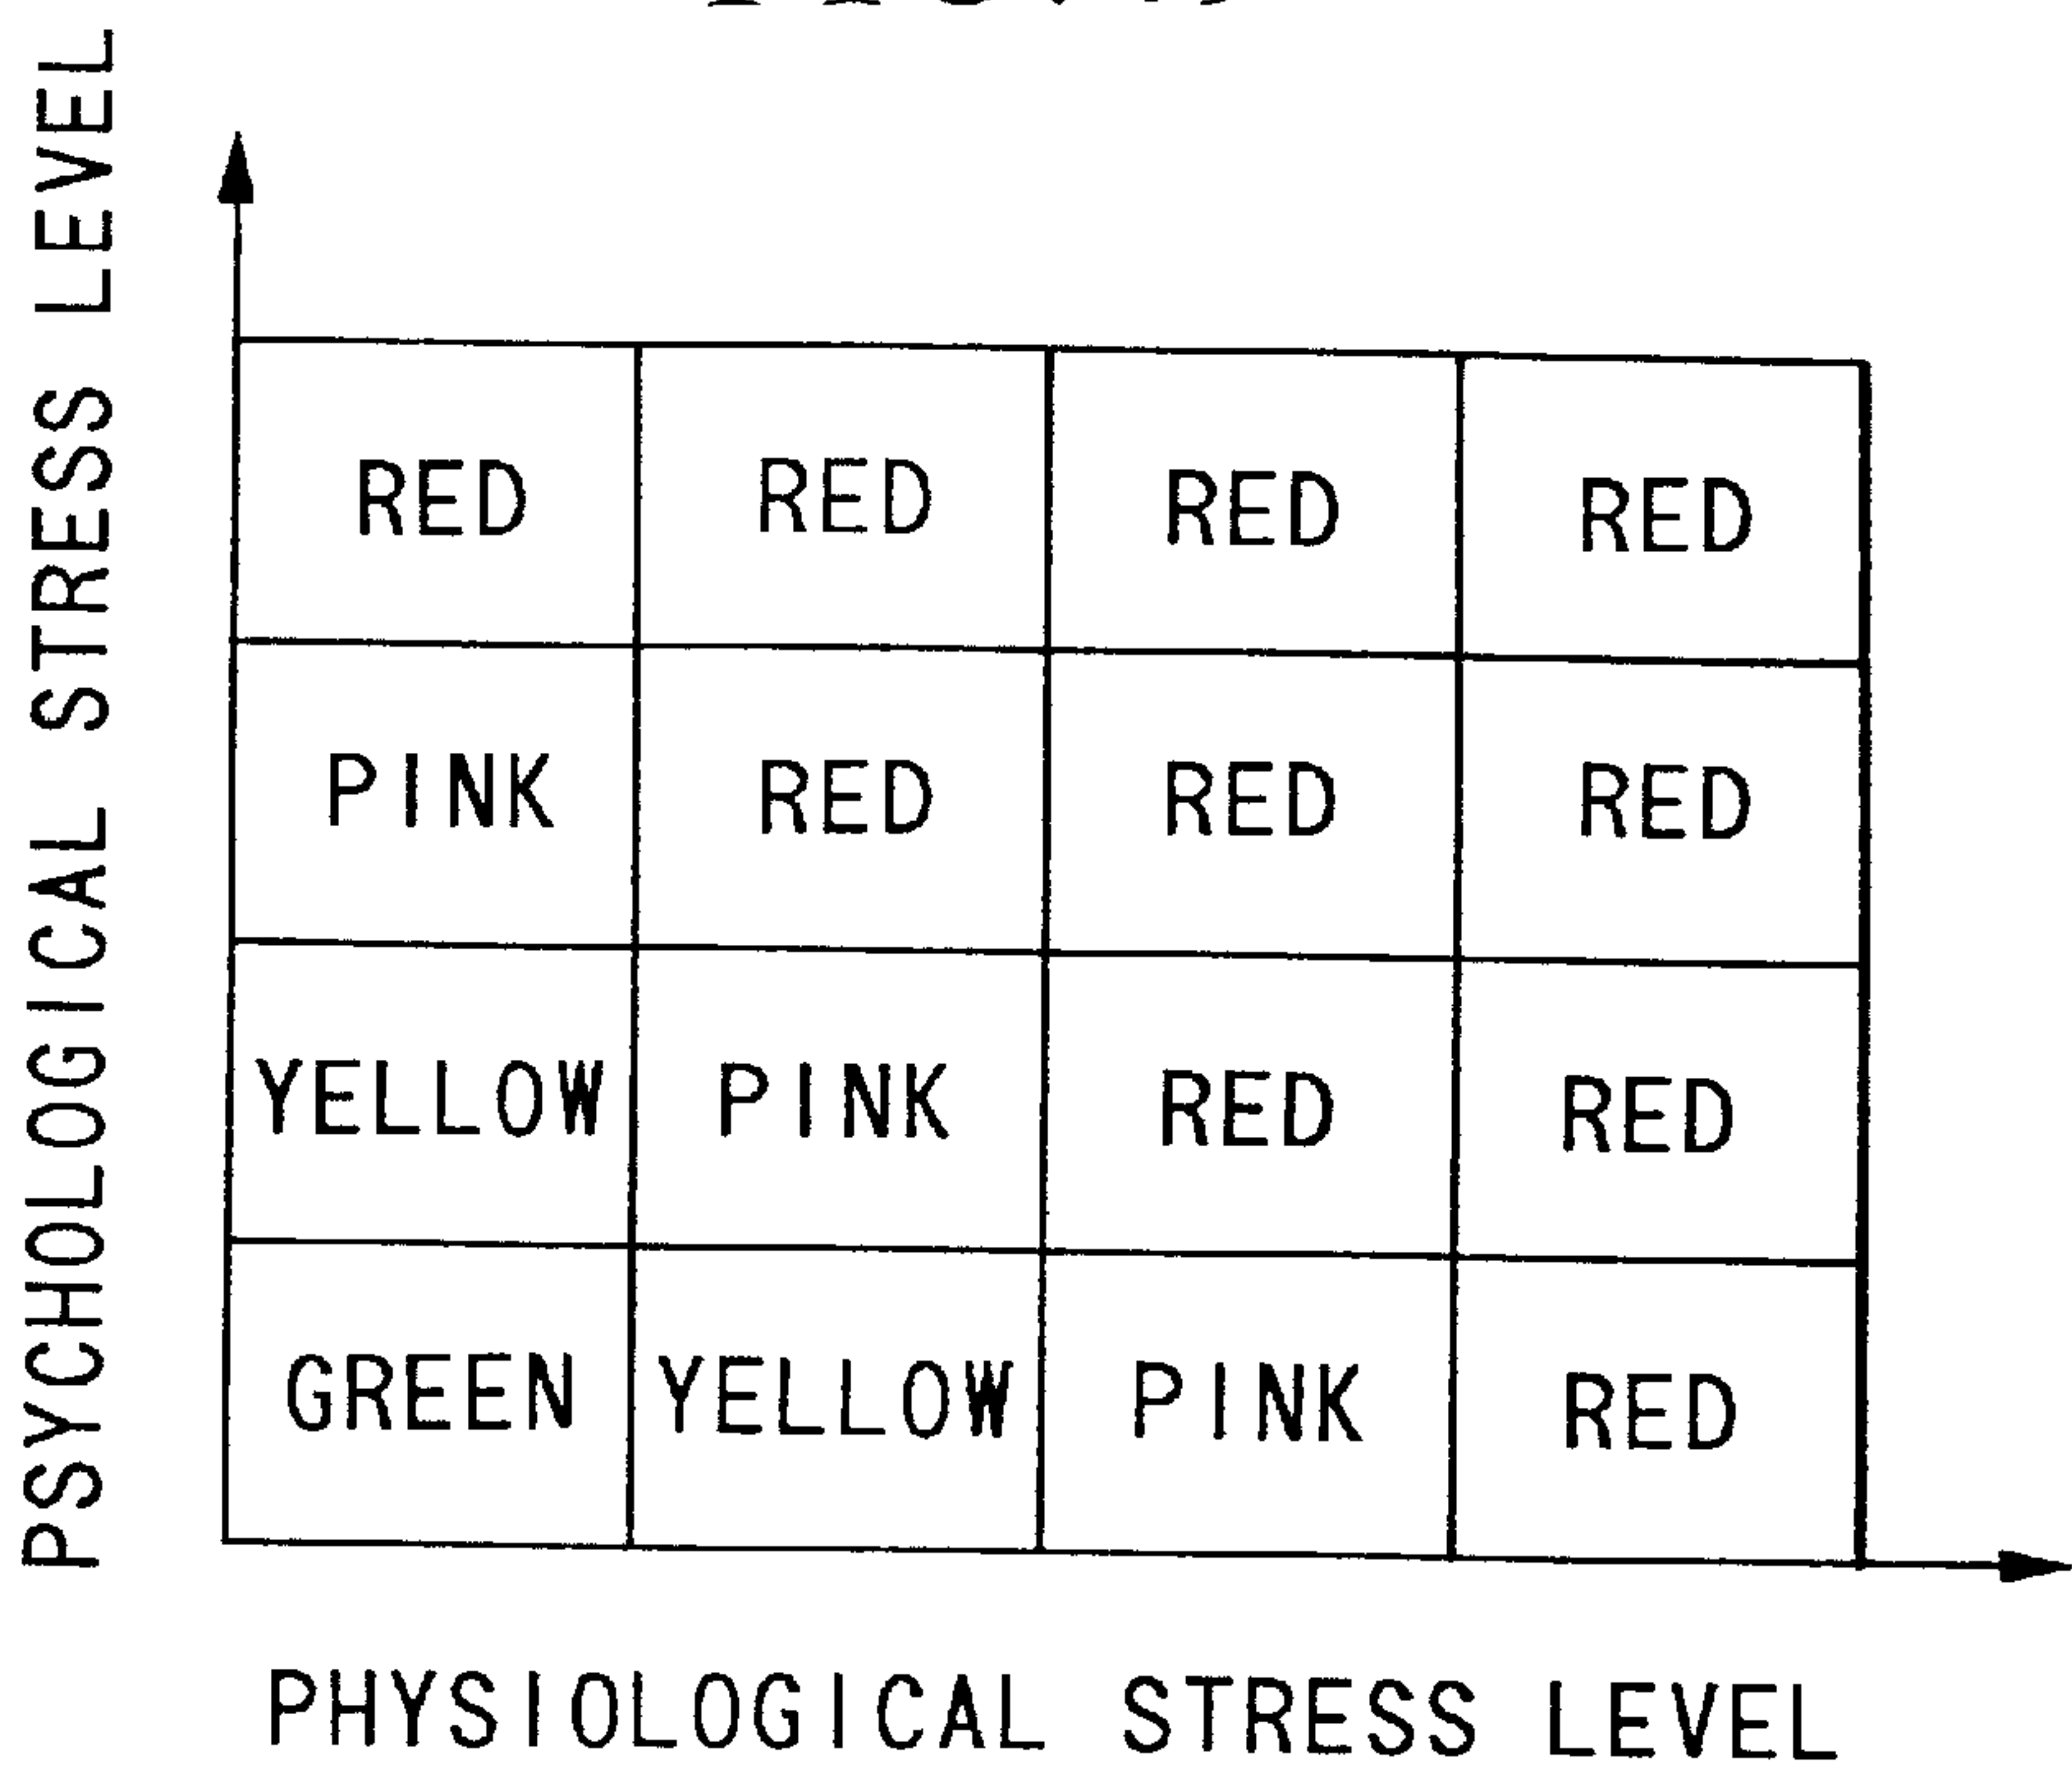 PSYCHOLOGICAL STRESS LEVEL
RED RED RED RED
PINK RED RED RED
YELLOW PINK RED RED
GREEN YELLOW PINK RED
PHYSIOLOGICAL STRESS LEVEL